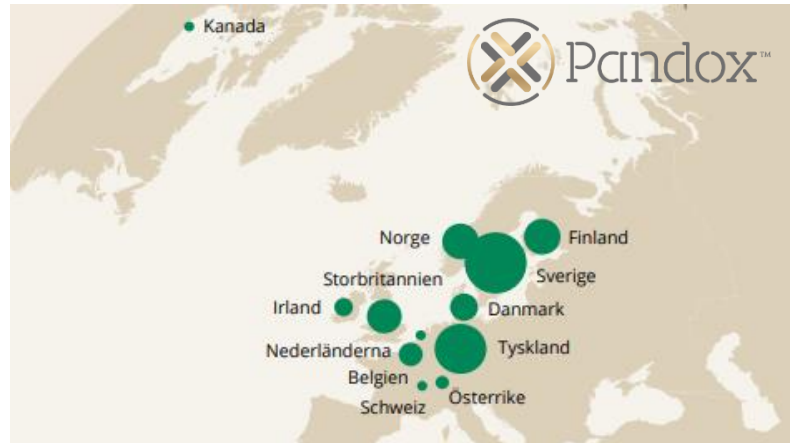 Kanada
Pandox™
Norge
Finland
Sverige
Storbritannien
Irland
Danmark
Nederländerna
Tyskland
Belgien
Österrike
Schweiz